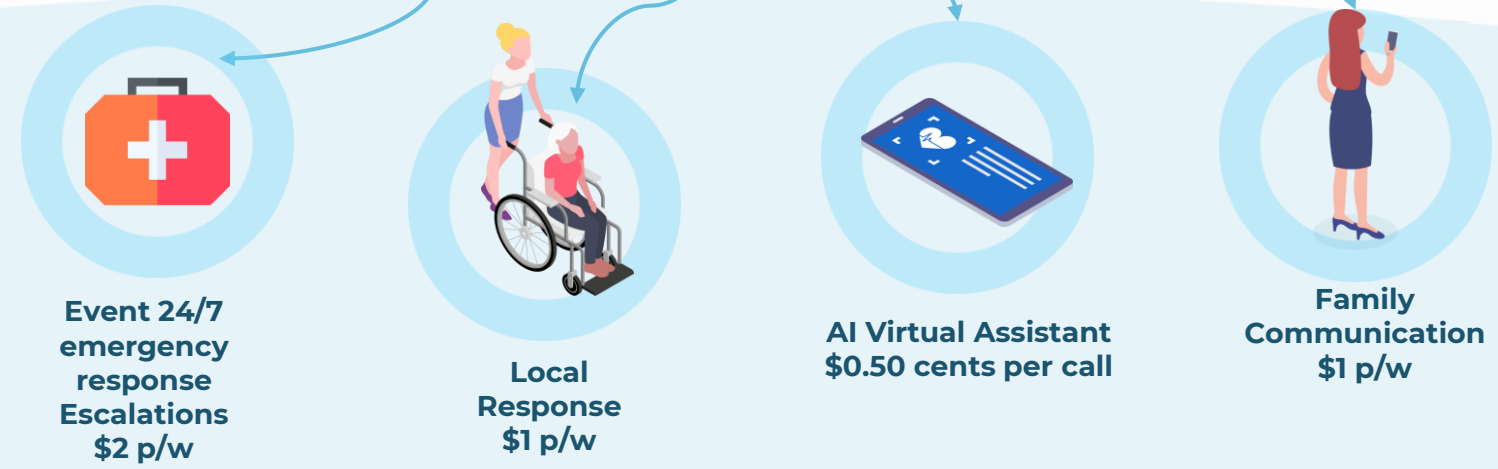 Event 24/7
emergency
response
Escalations
$2 p/w
Local
Response
$1 p/w
AI Virtual Assistant
$0.50 cents per call
Family
Communication
$1 p/w